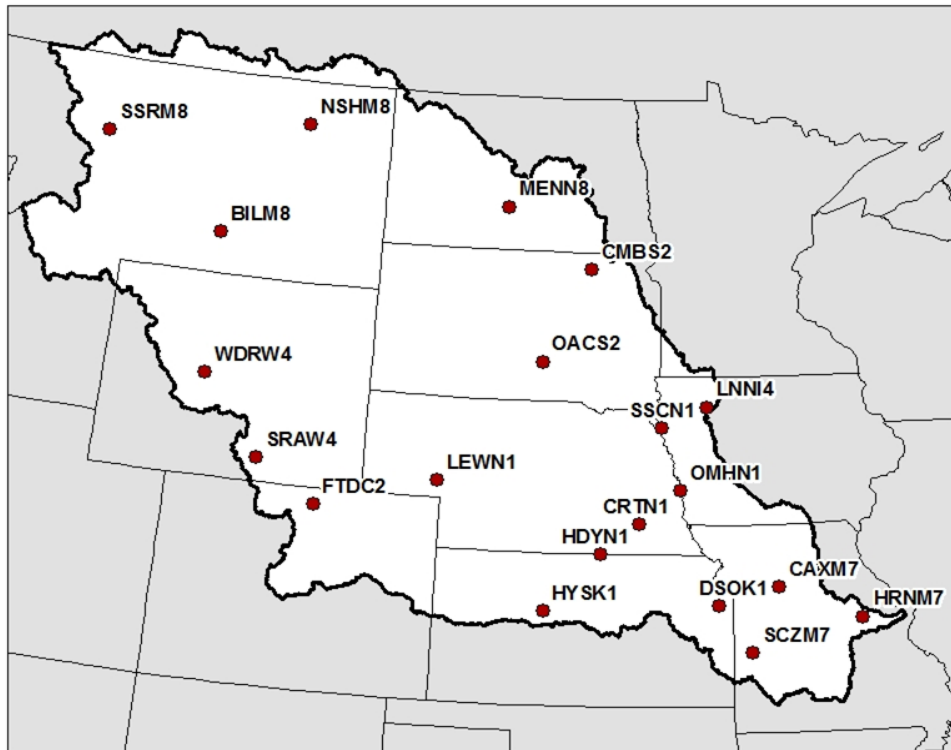 SSRM8
NSHM8
MENN8
BILM8
CMBS2
WDRW4
OACS2
LNNI4
SSCN1
SRAW4
LEWN1
FTDC2
OMHN1
CRTN1
HDYN1
CAXM7
HYSK1
DSOK1
HRNM7
SCZM7